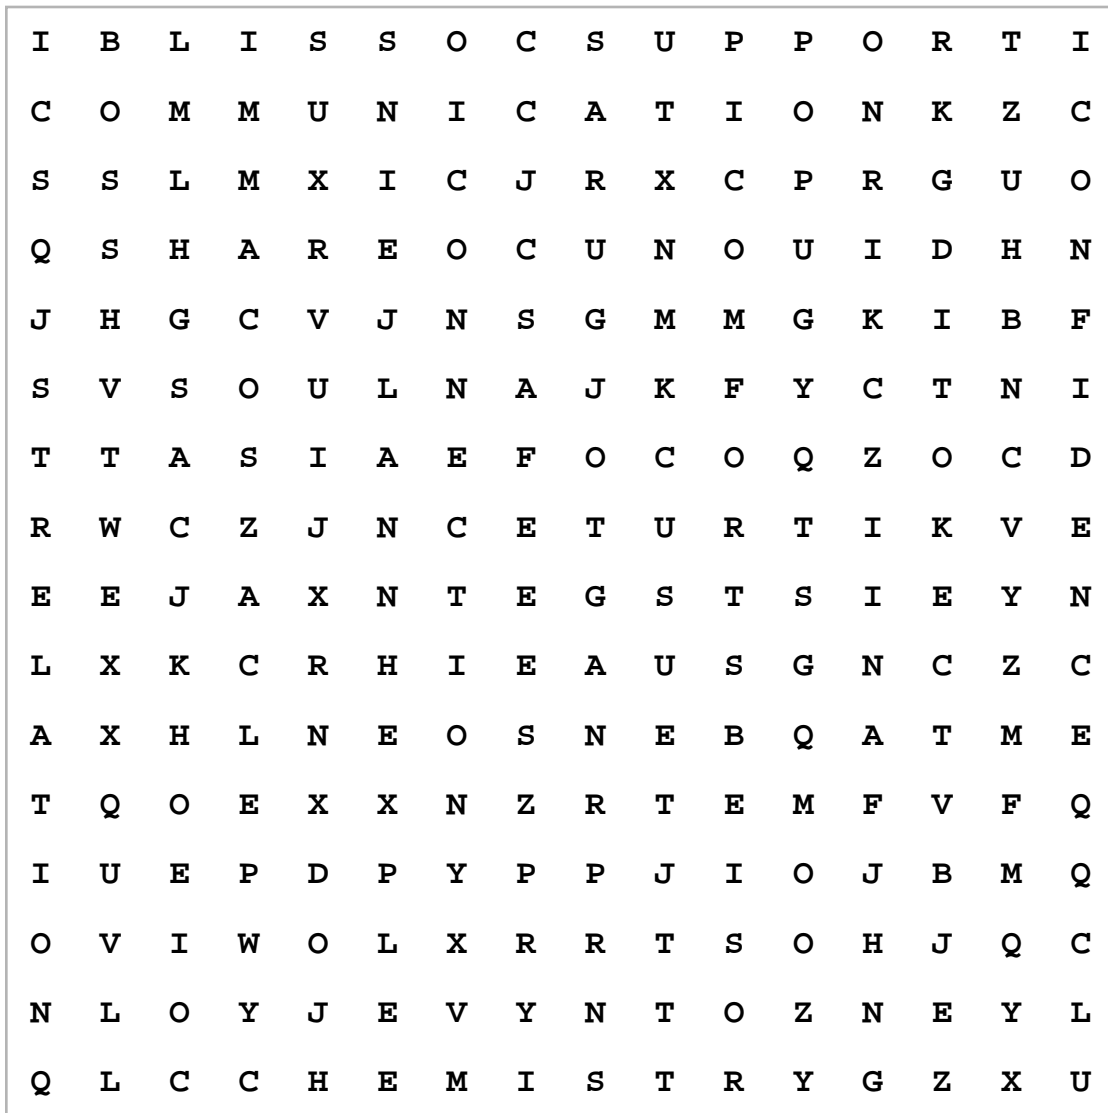 I B L I S S O C S U P P O R T I
C O M M U N I C A T I O N K Z C
S S L M X I C J R X C P R G U O
Q S H A R E O C U N O U I D H N
J H G C V J N S G M M G K I B F
S V S O U L N A J K F Y C T N I
T T A S I A E F O C O Q Z O C D
R W C Z J N C E T U R T I K V E
E E J A X N T E G S T S I E Y N
L X K C R H I E A U S G N C Z C
A X H L N E O S N E B Q A T M E
T Q O E X X N Z R T E M F V F Q
I U E P D P Y P P J I O J B M Q
O V I W O L X R R T S O H J Q C
N L O Y J E V Y N T O Z N E Y L
Q L C C H E M I S T R Y G Z X U